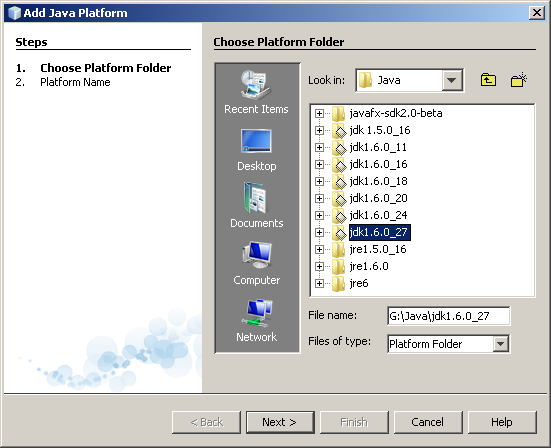 Add Java Platform
Steps
1. Choose Platform Folder
2. Platform Name
Choose Platform Folder
Look in: Java
Recent Items
Desktop
Documents
Computer
Network
javafx-sdk2.0-beta
jdk 1.5.0_16
jdk1.6.0_11
jdk1.6.0_16
jdk1.6.0_18
jdk1.6.0_20
jdk1.6.0_24
jdk1.6.0_27
jre1.5.0_16
jre1.6.0
jre6
File name: G:\Java\jdk1.6.0_27
Files of type: Platform Folder
< Back Next > Finish Cancel Help